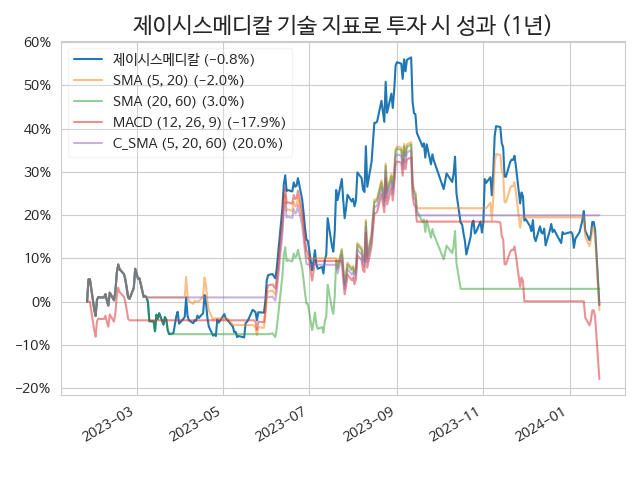 제이시스메디칼 기술 지표로 투자 시 성과 (1년)
60%
50%
40%
30%
20%
10%
0%
−10%
−20%
제이시스메디칼 (−0.8%)
SMA (5, 20) (−2.0%)
SMA (20, 60) (3.0%)
MACD (12, 26, 9) (−17.9%)
C_SMA (5, 20, 60) (20.0%)
2023−03
2023−05
2023−07
2023−09
2023−11
2024−01